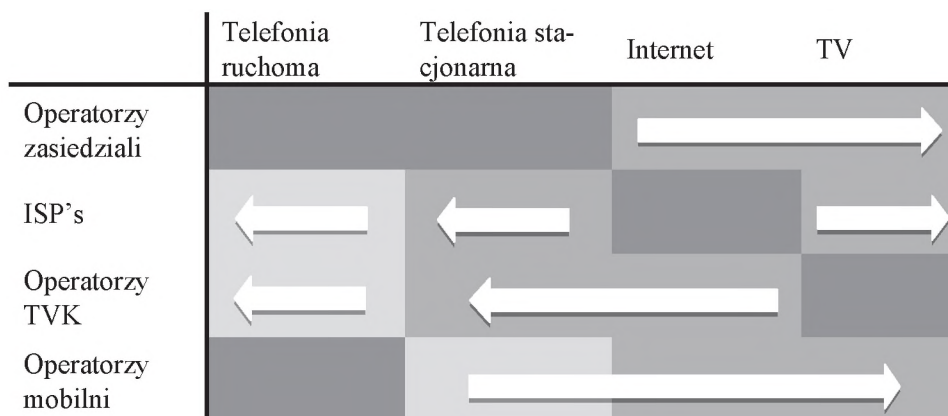 Telefonia
ruchoma
Telefonia sta-
cjonarna
Internet
TV
Operatorzy
zasiedziali
ISP's
Operatorzy
TVK
Operatorzy
mobilni